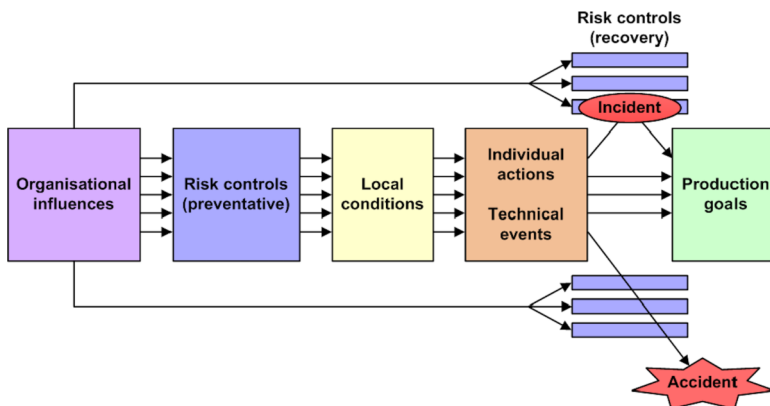 Risk controls
(recovery)
Incident
Organisational
influences
Risk controls
(preventative)
Local
conditions
Individual
actions
Technical
events
Production
goals
Accident